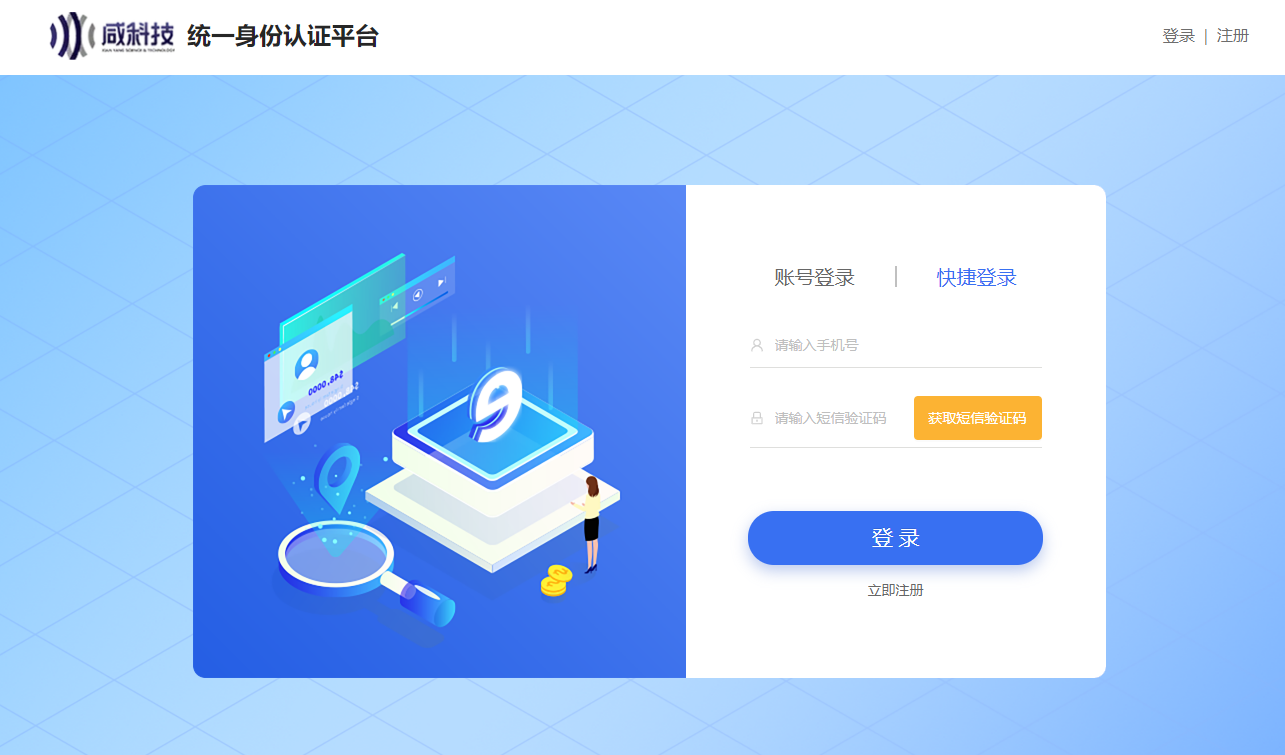 咸科技
统一身份认证平台
登录 | 注册
账号登录 | 快捷登录
请输入手机号
请输入短信验证码
获取短信验证码
登录
立即注册